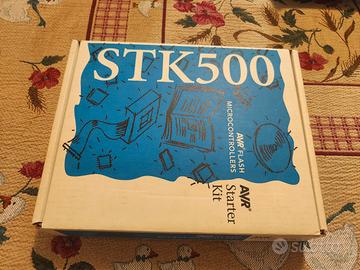 STK500
AVR® FLASH
MICROCONTROLLERS
AVR®
Starter
Kit